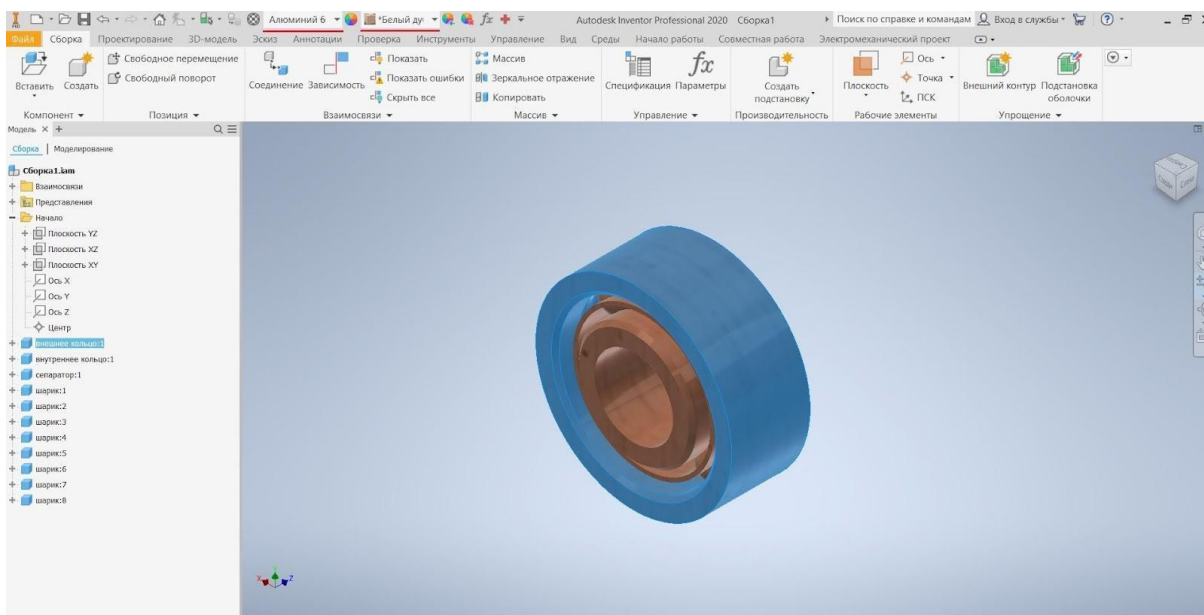 Алюминий 6
*Белый ду
fx
Autodesk Inventor Professional 2020 Сборка1
Поиск по справке и командам
Вход в службы
Файл Сборка Проектирование 3D-модель Эскиз Аннотации Проверка Инструменты Управление Вид Среды Начало работы Совместная работа Электромеханический проект
Вставить
Создать
Свободное перемещение
Свободный поворот
Соединение
Зависимость
Показать
Показать ошибки
Скрыть все
Массив
Зеркальное отражение
Копировать
Спецификация
fx
Параметры
Создать
подстановку
Плоскость
Ось
Точка
ПСК
Внешний контур
Подстановка
оболочки
Компонент Позиция Взаимосвязи Массив Управление Производительность Рабочие элементы Упрощение
Модель
Сборка | Моделирование
Сборка1.iam
Взаимосвязи
Представления
Начало
Плоскость YZ
Плоскость XZ
Плоскость XY
Ось X
Ось Y
Ось Z
Центр
внешнее кольцо:1
внутреннее кольцо:1
сепаратор:1
шарик:1
шарик:2
шарик:3
шарик:4
шарик:5
шарик:6
шарик:7
шарик:8
X Z